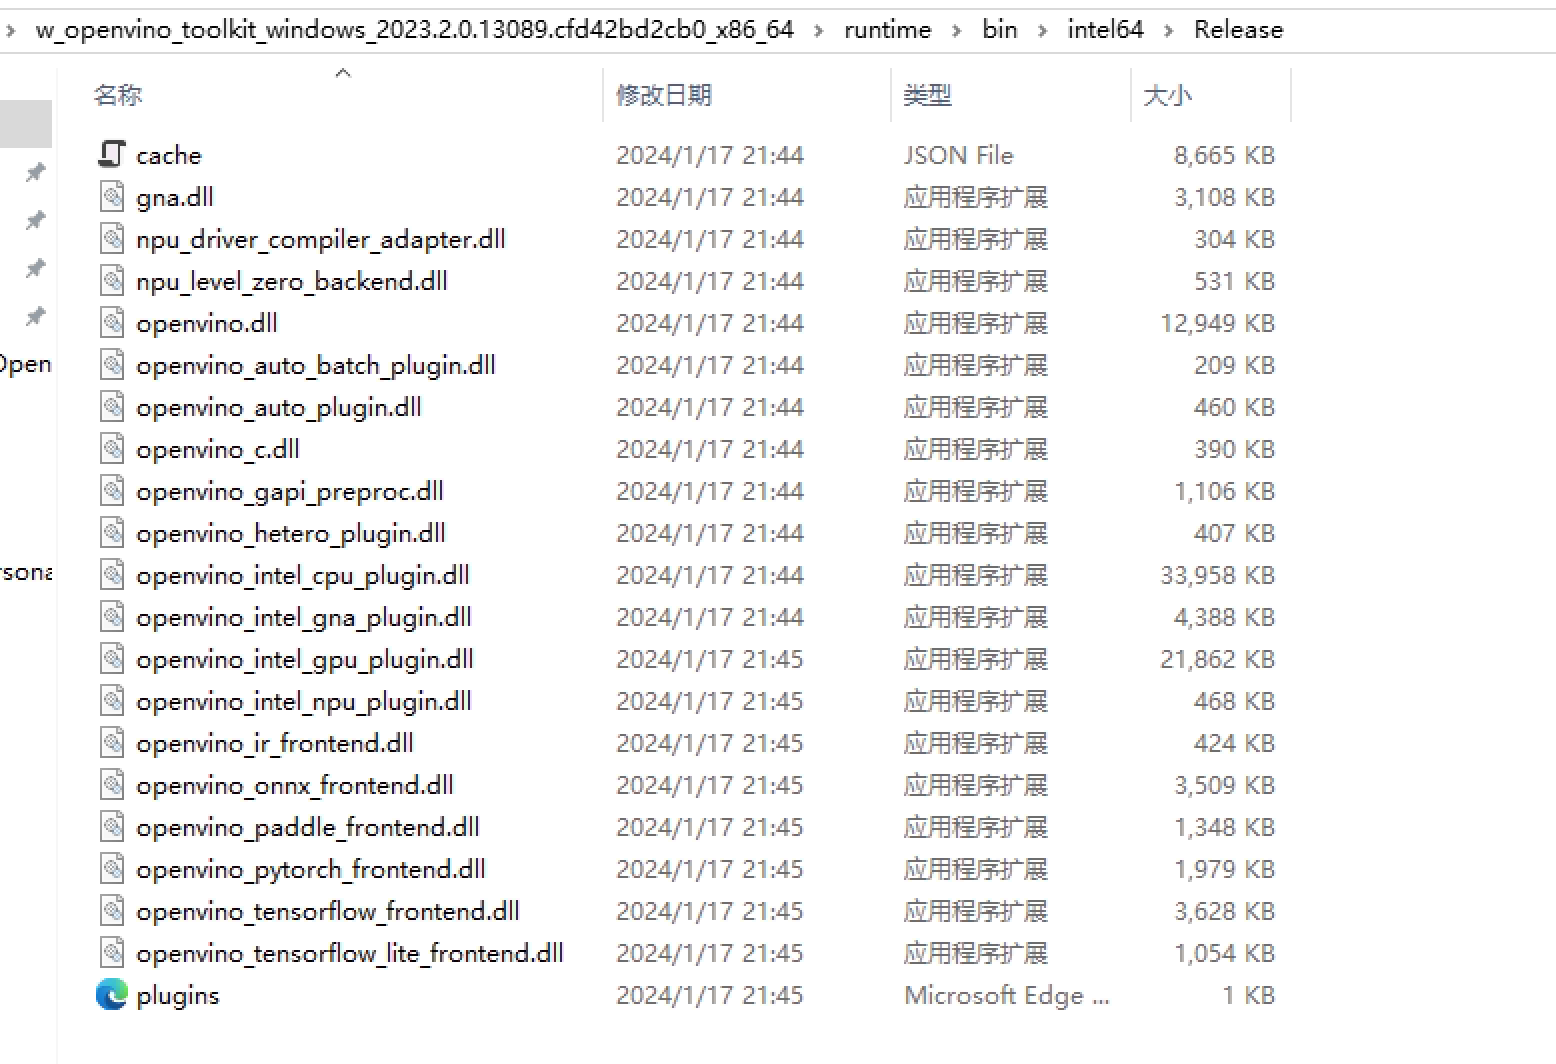 w_openvino_toolkit_windows_2023.2.0.13089.cfd42bd2cb0_x86_64 > runtime > bin > intel64 > Release
名称 修改日期 类型 大小
cache 2024/1/17 21:44 JSON File 8,665 KB
gna.dll 2024/1/17 21:44 应用程序扩展 3,108 KB
npu_driver_compiler_adapter.dll 2024/1/17 21:44 应用程序扩展 304 KB
npu_level_zero_backend.dll 2024/1/17 21:44 应用程序扩展 531 KB
openvino.dll 2024/1/17 21:44 应用程序扩展 12,949 KB
Open openvino_auto_batch_plugin.dll 2024/1/17 21:44 应用程序扩展 209 KB
openvino_auto_plugin.dll 2024/1/17 21:44 应用程序扩展 460 KB
openvino_c.dll 2024/1/17 21:44 应用程序扩展 390 KB
openvino_gapi_preproc.dll 2024/1/17 21:44 应用程序扩展 1,106 KB
openvino_hetero_plugin.dll 2024/1/17 21:44 应用程序扩展 407 KB
rsona openvino_intel_cpu_plugin.dll 2024/1/17 21:44 应用程序扩展 33,958 KB
openvino_intel_gna_plugin.dll 2024/1/17 21:44 应用程序扩展 4,388 KB
openvino_intel_gpu_plugin.dll 2024/1/17 21:45 应用程序扩展 21,862 KB
openvino_intel_npu_plugin.dll 2024/1/17 21:45 应用程序扩展 468 KB
openvino_ir_frontend.dll 2024/1/17 21:45 应用程序扩展 424 KB
openvino_onnx_frontend.dll 2024/1/17 21:45 应用程序扩展 3,509 KB
openvino_paddle_frontend.dll 2024/1/17 21:45 应用程序扩展 1,348 KB
openvino_pytorch_frontend.dll 2024/1/17 21:45 应用程序扩展 1,979 KB
openvino_tensorflow_frontend.dll 2024/1/17 21:45 应用程序扩展 3,628 KB
openvino_tensorflow_lite_frontend.dll 2024/1/17 21:45 应用程序扩展 1,054 KB
plugins 2024/1/17 21:45 Microsoft Edge ... 1 KB